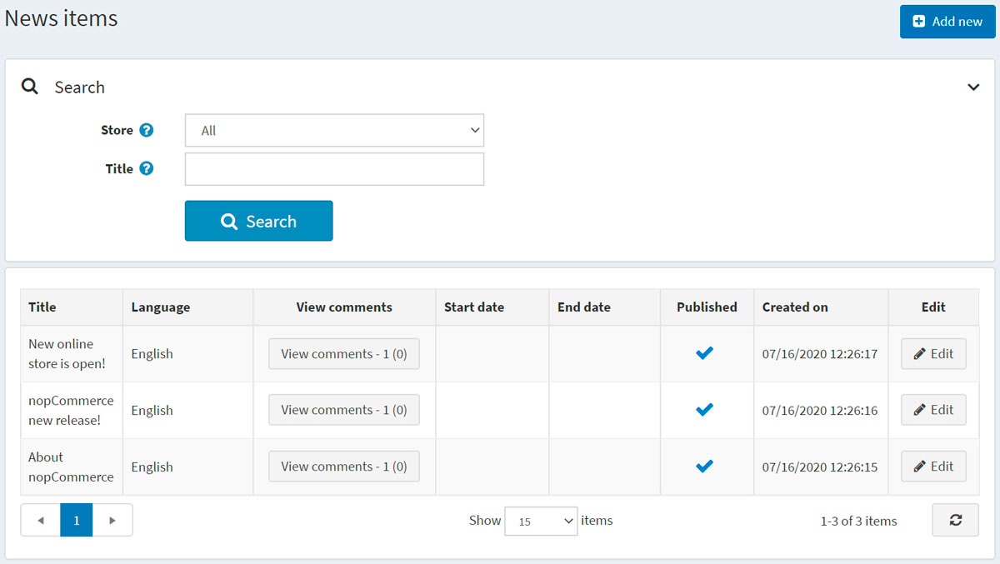 News items
Add new
Search
Store ?
All
Title ?
Search
Title Language View comments Start date End date Published Created on Edit
New online
store is open!
English View comments - 1 (0) 07/16/2020 12:26:17 Edit
nopCommerce
new release!
English View comments - 1 (0) 07/16/2020 12:26:16 Edit
About
nopCommerce
English View comments - 1 (0) 07/16/2020 12:26:15 Edit
1 Show 15 items 1-3 of 3 items